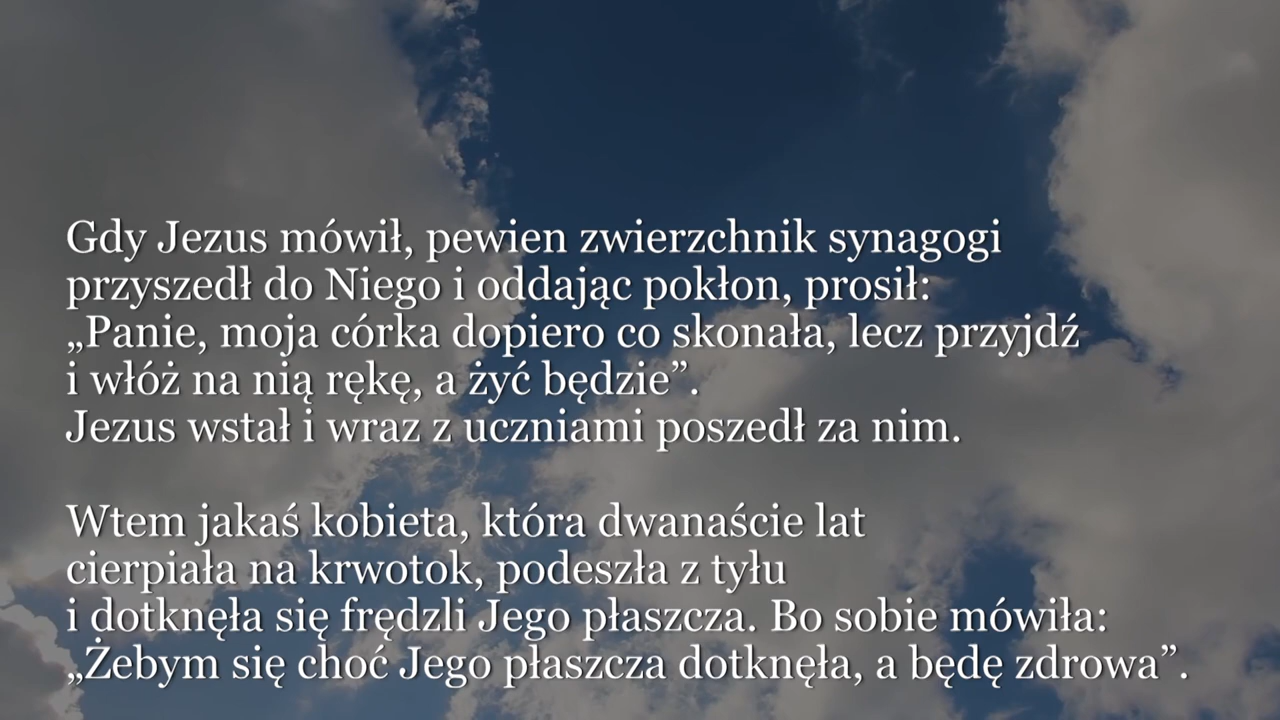 Gdy Jezus mówił, pewien zwierzchnik synagogi
przyszedł do Niego i oddając pokłon, prosił:
„Panie, moja córka dopiero co skonała, lecz przyjdź
i włóż na nią rękę, a żyć będzie”.
Jezus wstał i wraz z uczniami poszedł za nim.
Wtem jakaś kobieta, która dwanaście lat
cierpiała na krwotok, podeszła z tyłu
i dotknęła się frędzli Jego płaszcza. Bo sobie mówiła:
„Żebym się choć Jego płaszcza dotknęła, a będę zdrowa”.